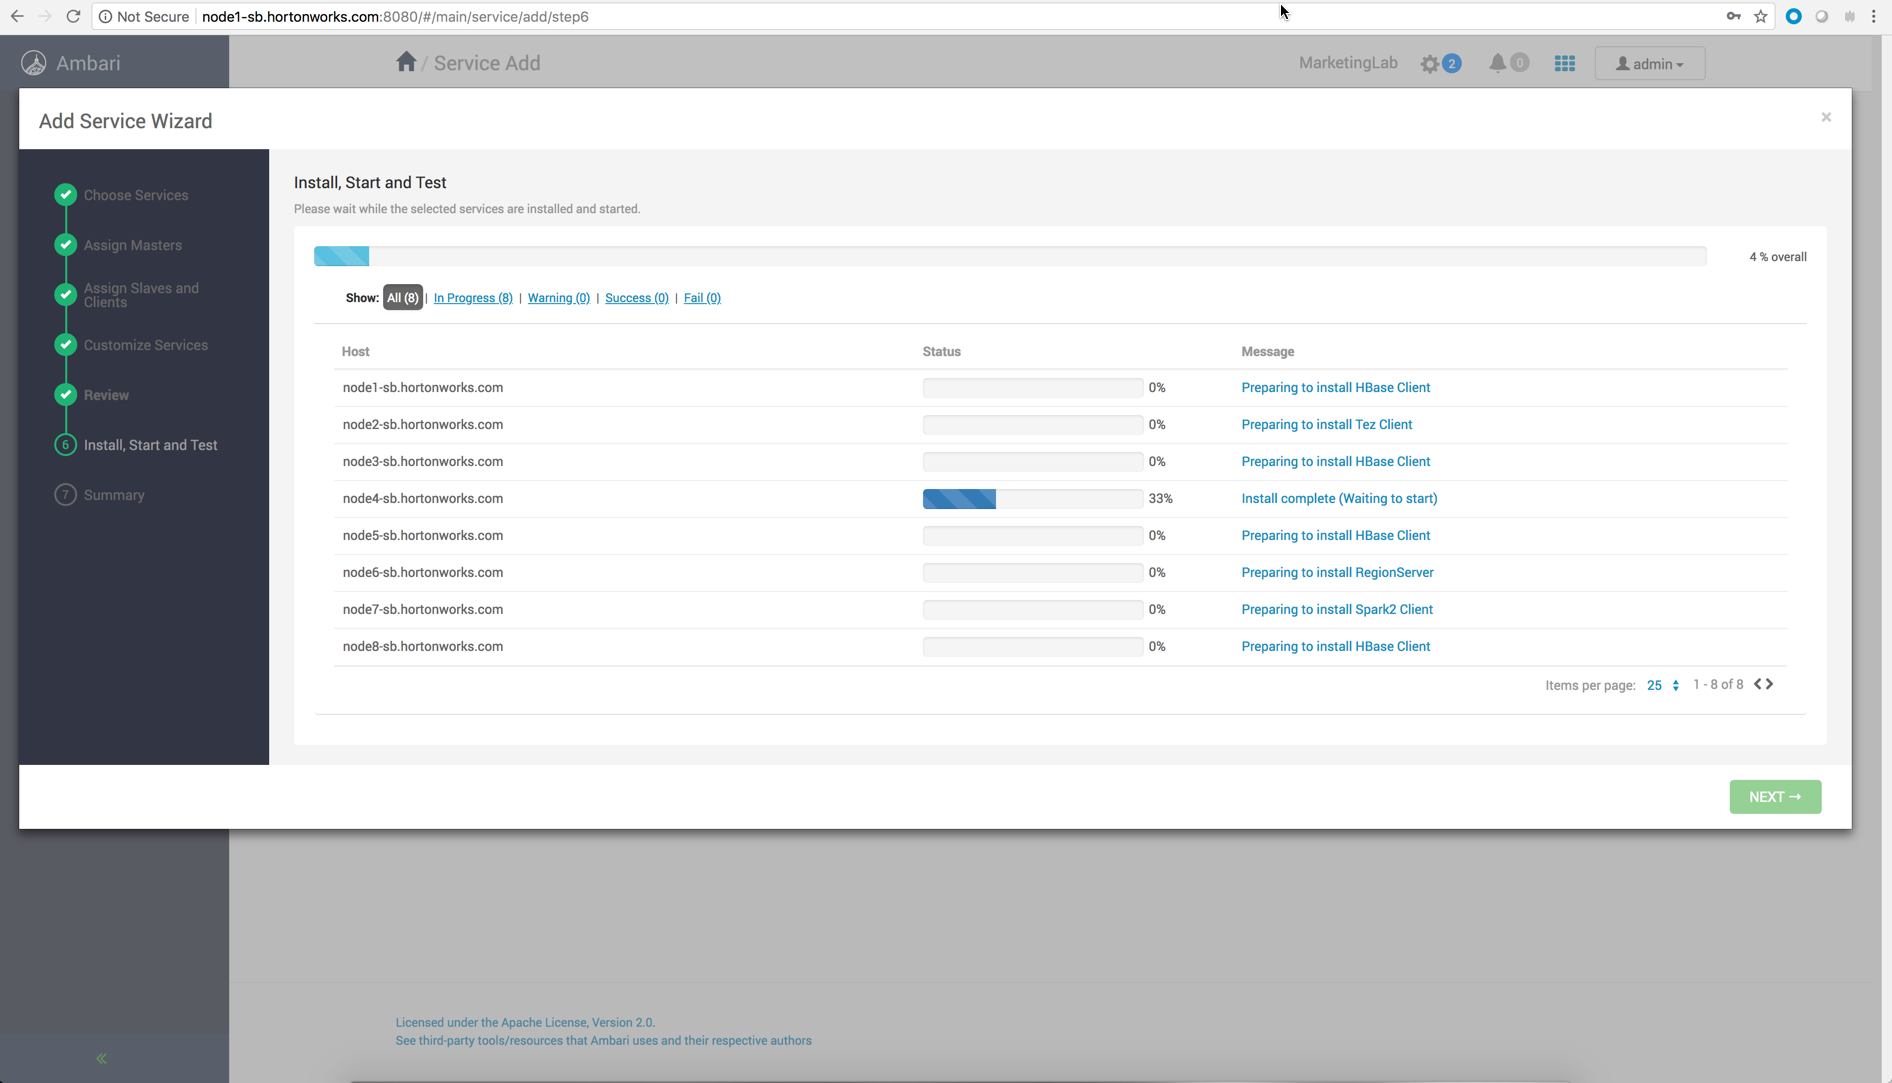 Not Secure node1-sb.hortonworks.com:8080/#/main/service/add/step6
Ambari
/ Service Add
MarketingLab
2
0
admin
Add Service Wizard
×
Choose Services
Assign Masters
Assign Slaves and
Clients
Customize Services
Review
6 Install, Start and Test
7 Summary
Install, Start and Test
Please wait while the selected services are installed and started.
4 % overall
Show: All (8) | In Progress (8) | Warning (0) | Success (0) | Fail (0)
Host Status Message
node1-sb.hortonworks.com 0% Preparing to install HBase Client
node2-sb.hortonworks.com 0% Preparing to install Tez Client
node3-sb.hortonworks.com 0% Preparing to install HBase Client
node4-sb.hortonworks.com 33% Install complete (Waiting to start)
node5-sb.hortonworks.com 0% Preparing to install HBase Client
node6-sb.hortonworks.com 0% Preparing to install RegionServer
node7-sb.hortonworks.com 0% Preparing to install Spark2 Client
node8-sb.hortonworks.com 0% Preparing to install HBase Client
Items per page: 25 1 - 8 of 8
NEXT →
Licensed under the Apache License, Version 2.0.
See third-party tools/resources that Ambari uses and their respective authors
«